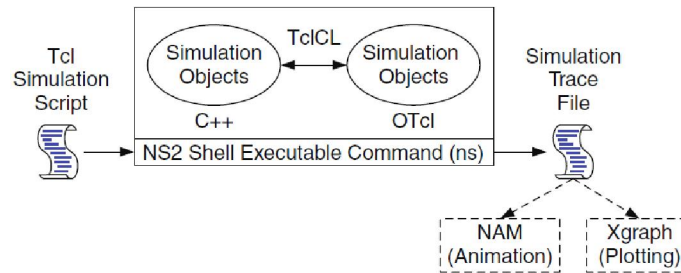 Tcl
Simulation
Script
Simulation
Objects
TclCL
Simulation
Objects
C++
OTcl
NS2 Shell Executable Command (ns)
Simulation
Trace
File
NAM
(Animation)
Xgraph
(Plotting)